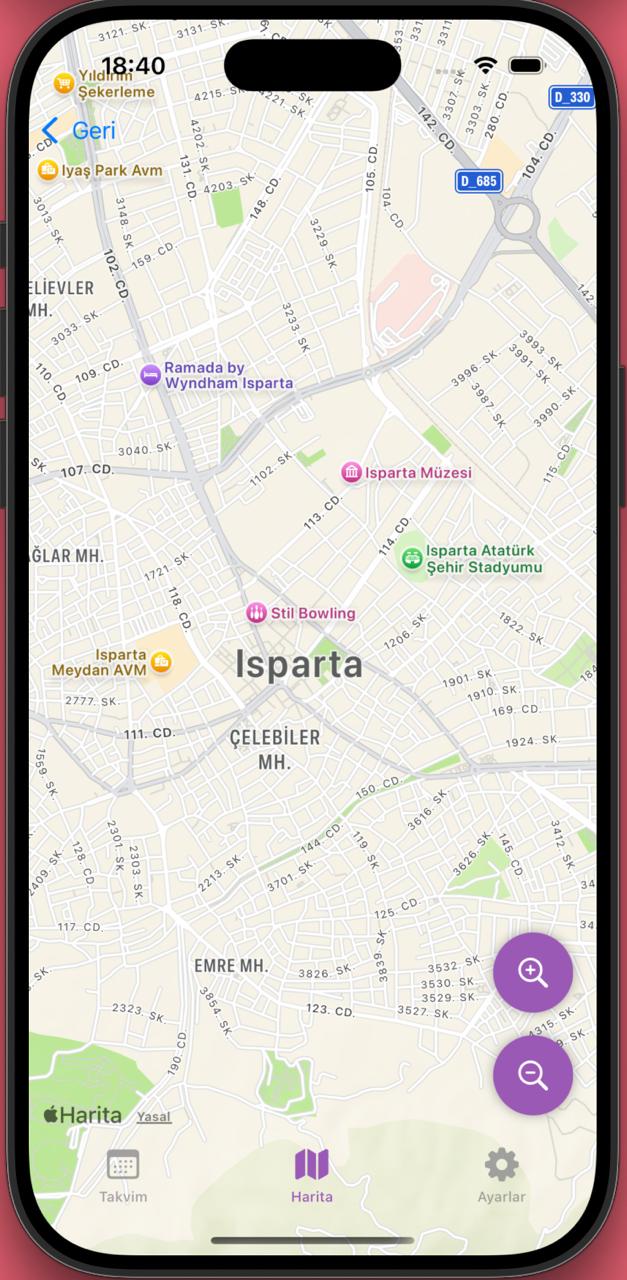 3121. SK.
3131. SK.
61. CD.
18:40
Yıldırım
Şekerleme
4215. SK.
4221. SK.
3307. SK.
3303. SK.
280. CD.
D_330
Geri
4202. SK.
142. CD.
104. CD.
Iyaş Park Avm
131. CD.
105. CD.
D_685
4203. SK.
148. CD.
104. CD.
3013. SK.
3148. SK.
3229. SK.
159. CD.
102. CD.
ELİEVLER
MH.
142.
3033. SK.
3233. SK.
3993. SK.
3991. SK.
3996. SK.
109. CD.
110. CD.
Ramada by
Wyndham Isparta
3987. SK.
3990. SK.
3040. SK.
107. CD.
1102. SK.
Isparta Müzesi
115. CD.
113. CD.
114. CD.
AĞLAR MH.
1721. SK.
Isparta Atatürk
Şehir Stadyumu
118. CD.
Stil Bowling
1206. SK.
1822. SK.
Isparta
Meydan AVM
Isparta
184
1901. SK.
1910. SK.
2777. SK.
169. CD.
111. CD.
ÇELEBİLER
MH.
1924. SK.
1559. SK.
150. CD.
3616. SK.
2301. SK.
2303. SK.
128. CD.
144. CD.
119. SK.
145. CD.
3412. SK.
3626. SK.
2409. SK.
2213. SK.
3701. SK.
34
125. CD.
117. CD.
34
3839. SK.
EMRE MH.
3826. SK.
3532. SK.
3530. SK.
3529. SK.
3527. SK.
3854. SK.
2323. SK.
123. CD.
4315. SK.
190. CD.
Harita
Yasal
Takvim
Harita
Ayarlar